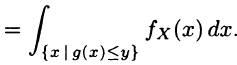 = ∫_{\{x | g(x) ≤ y\}} f_X(x) dx.